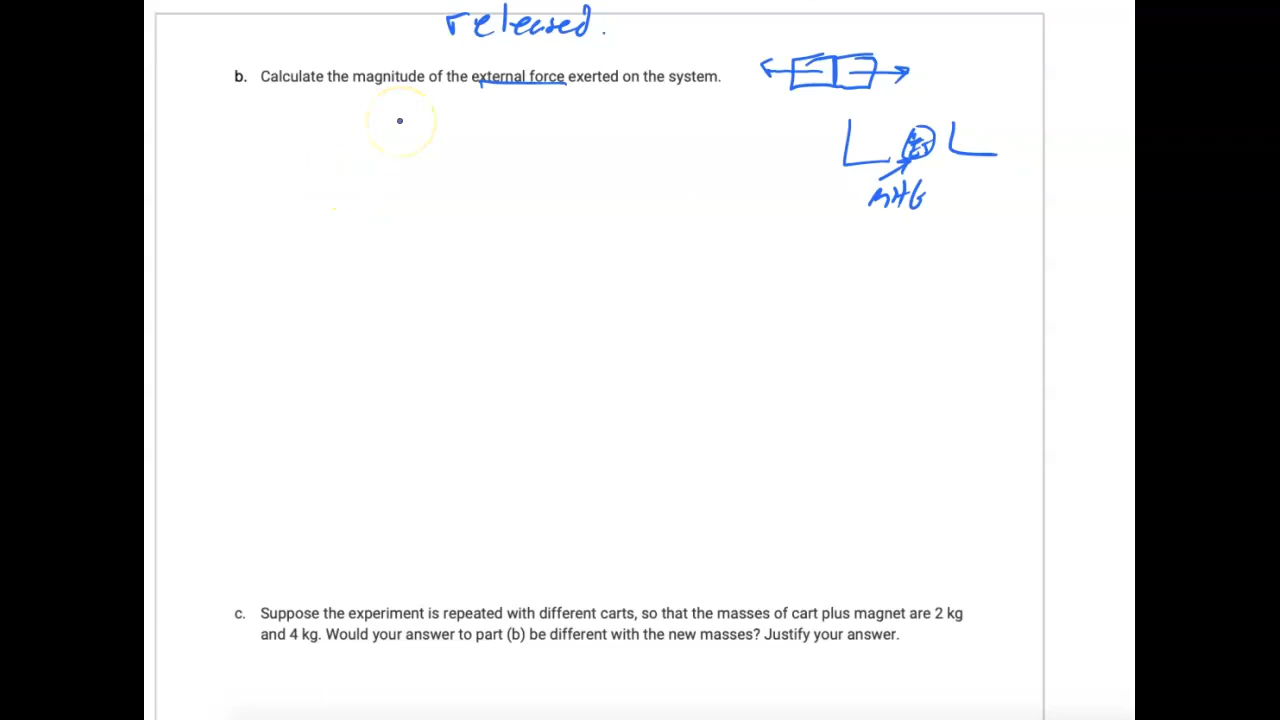 released.
b. Calculate the magnitude of the external force exerted on the system.
L L
MAG
c. Suppose the experiment is repeated with different carts, so that the masses of cart plus magnet are 2 kg
and 4 kg. Would your answer to part (b) be different with the new masses? Justify your answer.